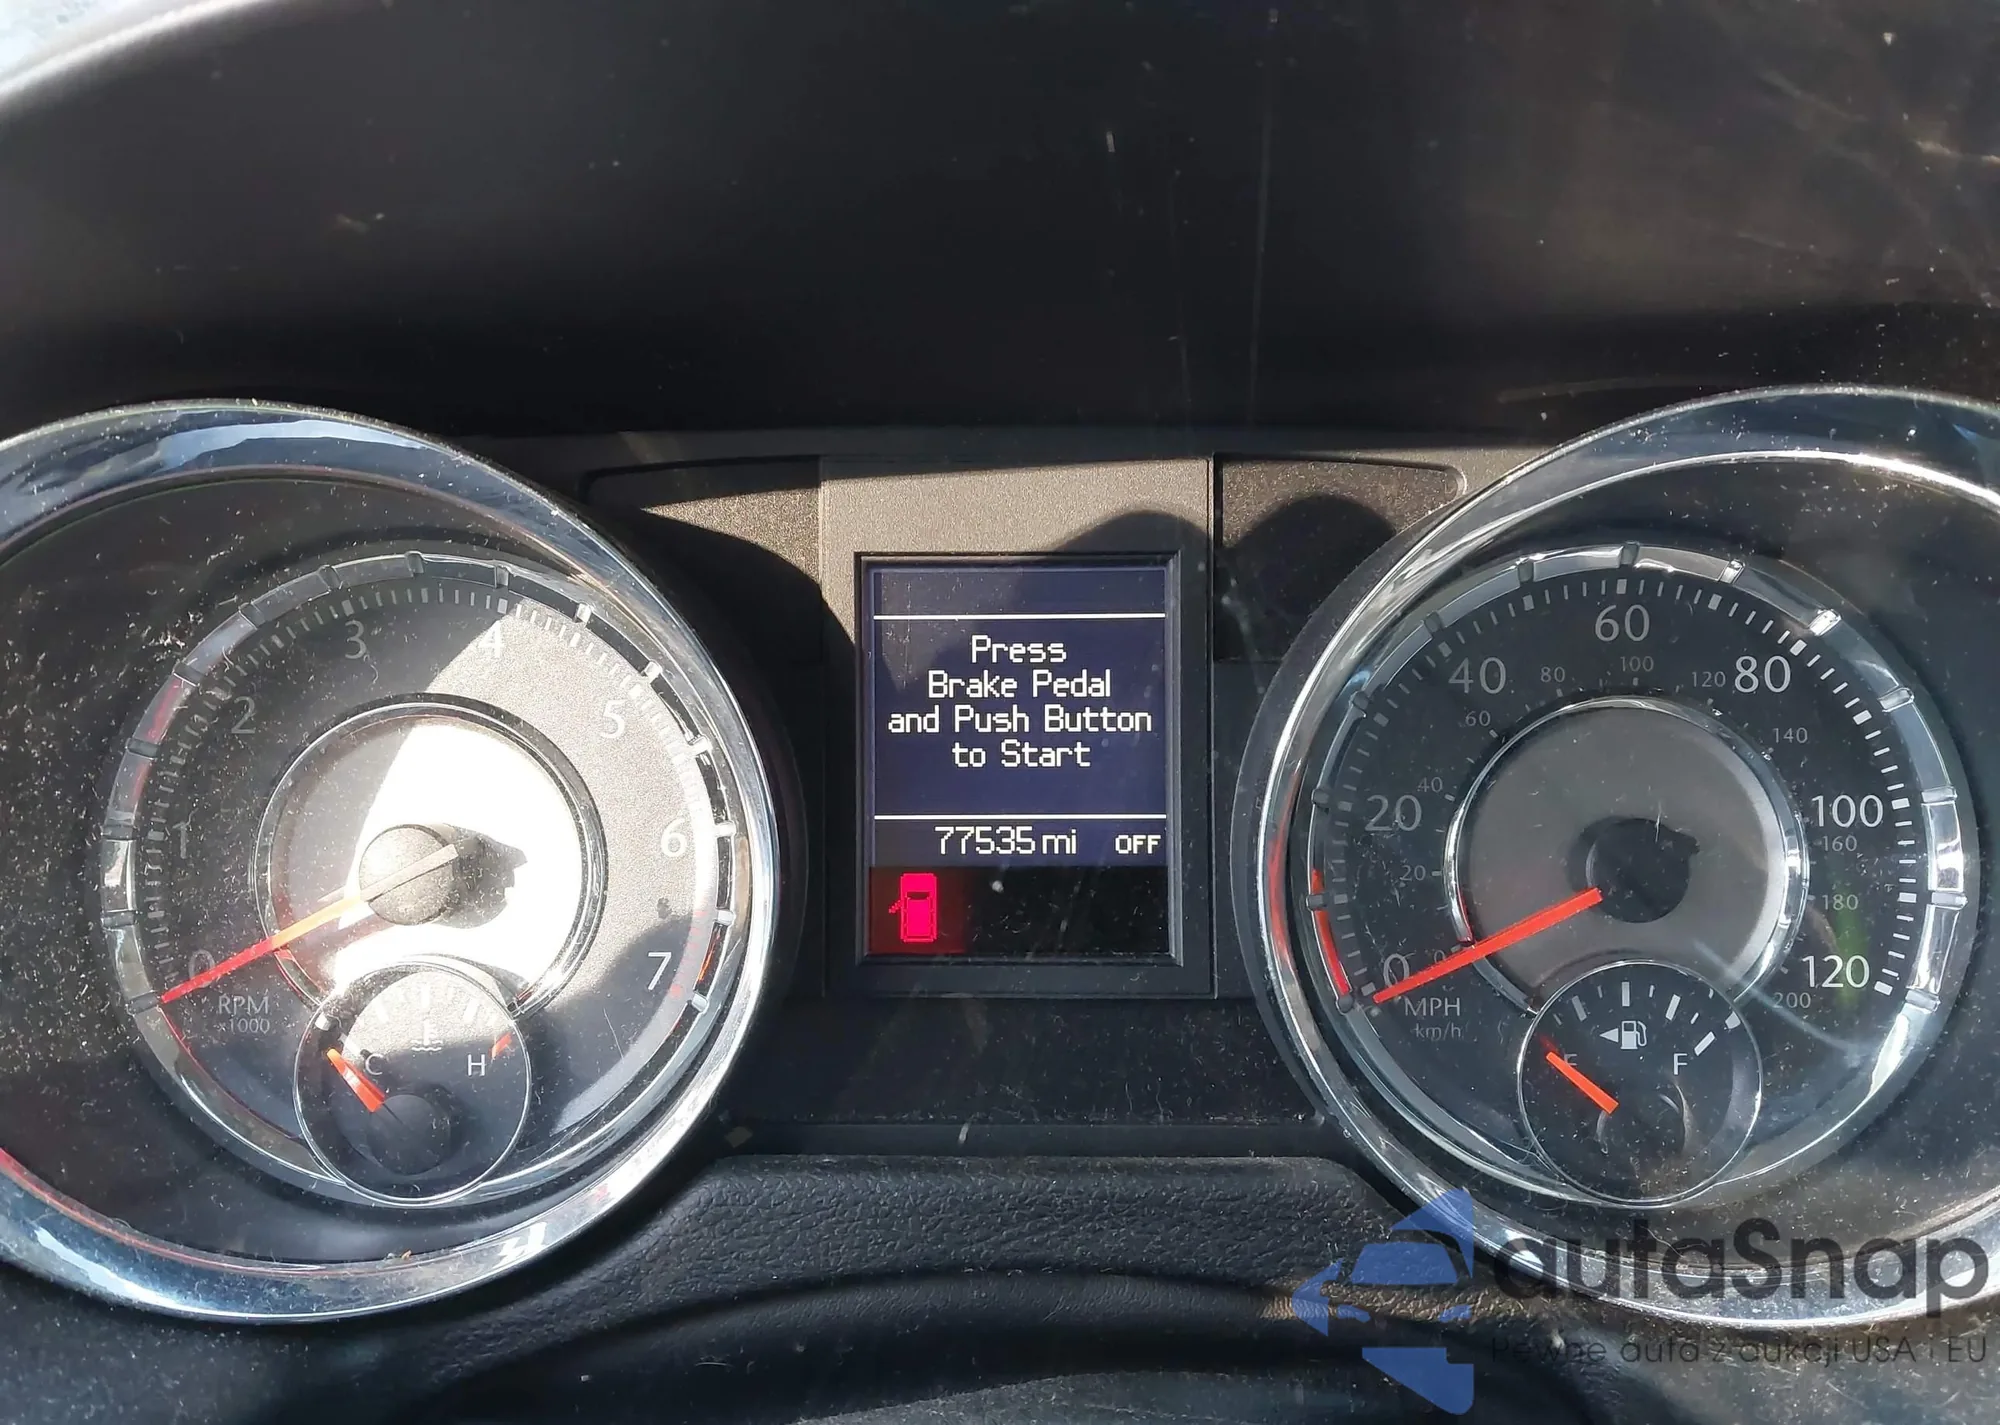 Press
Brake Pedal
and Push Button
to Start
77535 mi OFF
0 1 2 3 4 5 6 7
RPM
x1000
C H
0 20 40 60 80 100 120
0 20 40 60 80 100 120 140 160 180 200
MPH
km/h
E F
autaSnap
Pewne auta z aukcji USA i EU